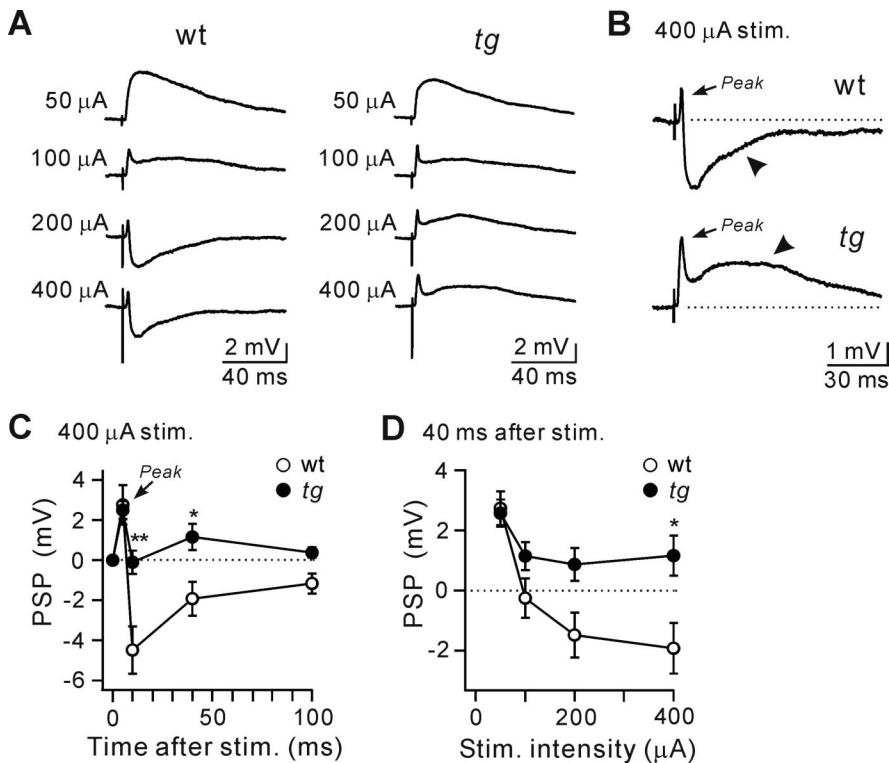 A
wt
tg
50 µA
100 µA
200 µA
400 µA
2 mV
40 ms
50 µA
100 µA
200 µA
400 µA
2 mV
40 ms
B 400 µA stim.
Peak
wt
Peak
tg
1 mV
30 ms
C 400 µA stim.
wt
tg
Peak
**
*
PSP (mV)
4
2
0
-2
-4
-6
0 50 100
Time after stim. (ms)
D 40 ms after stim.
wt
tg
*
PSP (mV)
4
2
0
-2
0 200 400
Stim. intensity (µA)